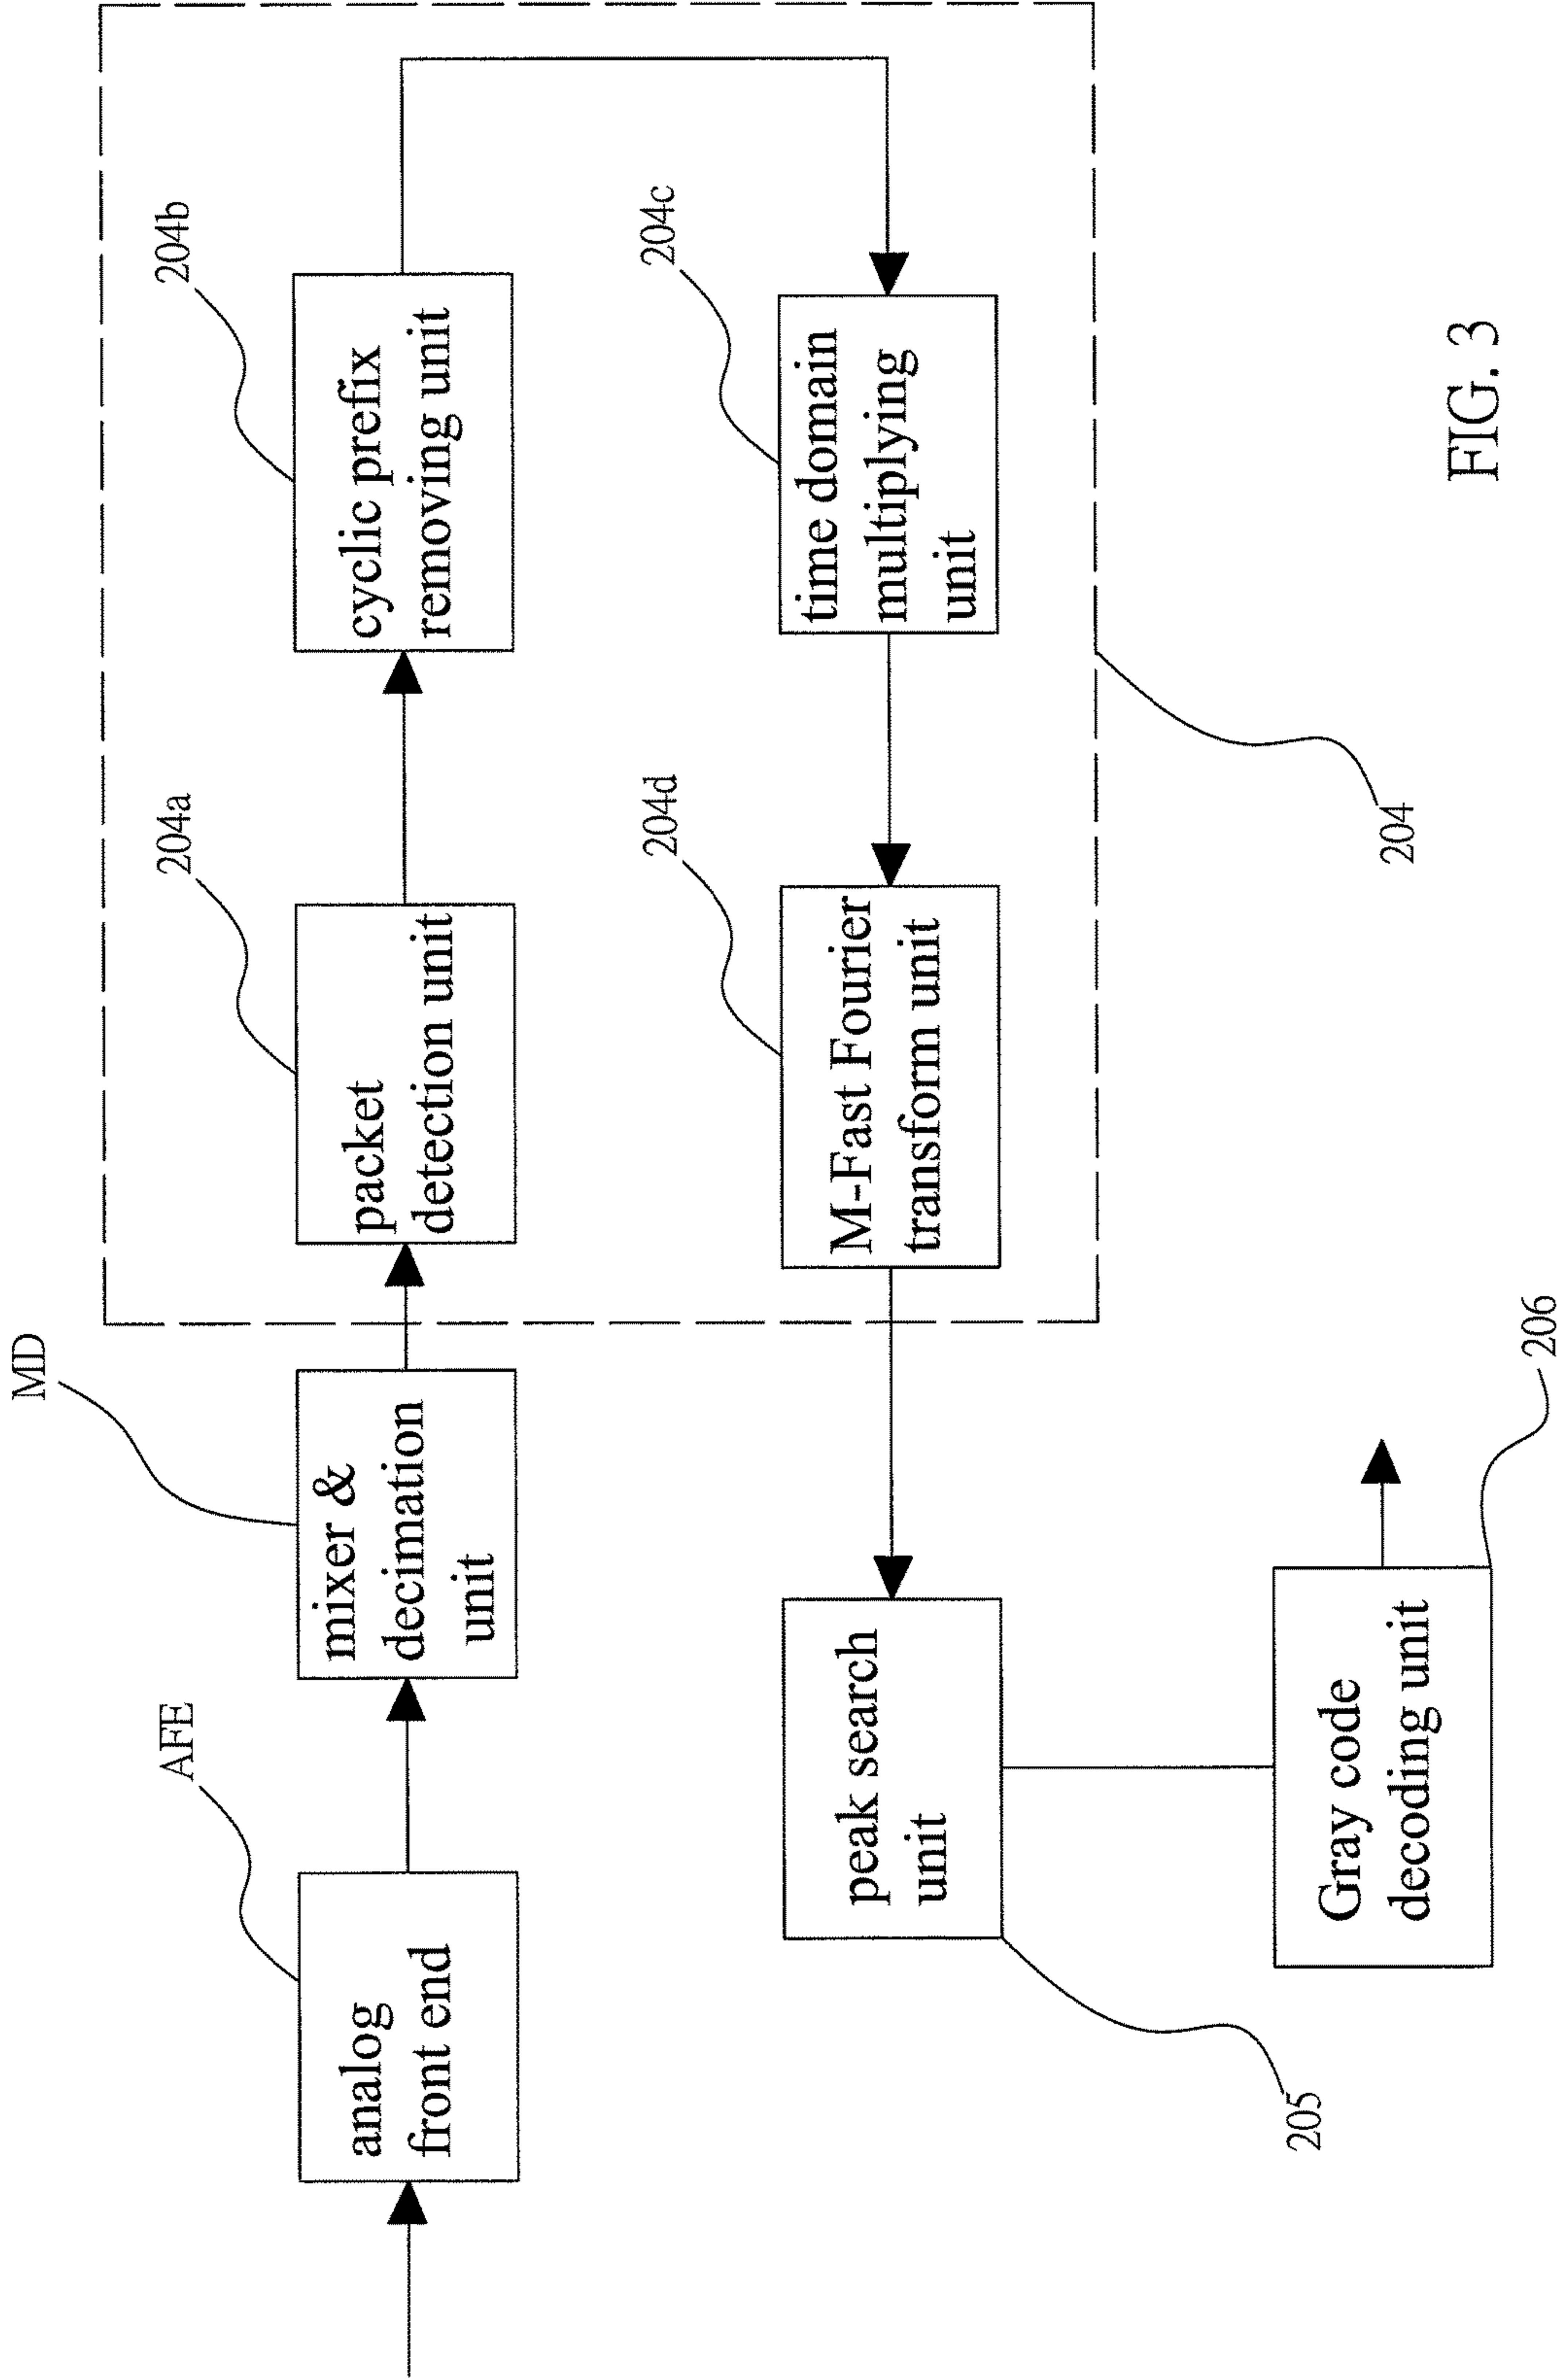 AFE
analog
front end
MD
mixer &
decimation
unit
204a
packet
detection unit
204b
cyclic prefix
removing unit
204c
time domain
multiplying
unit
204d
M-Fast Fourier
transform unit
204
peak search
unit
205
Gray code
decoding unit
206
FIG. 3